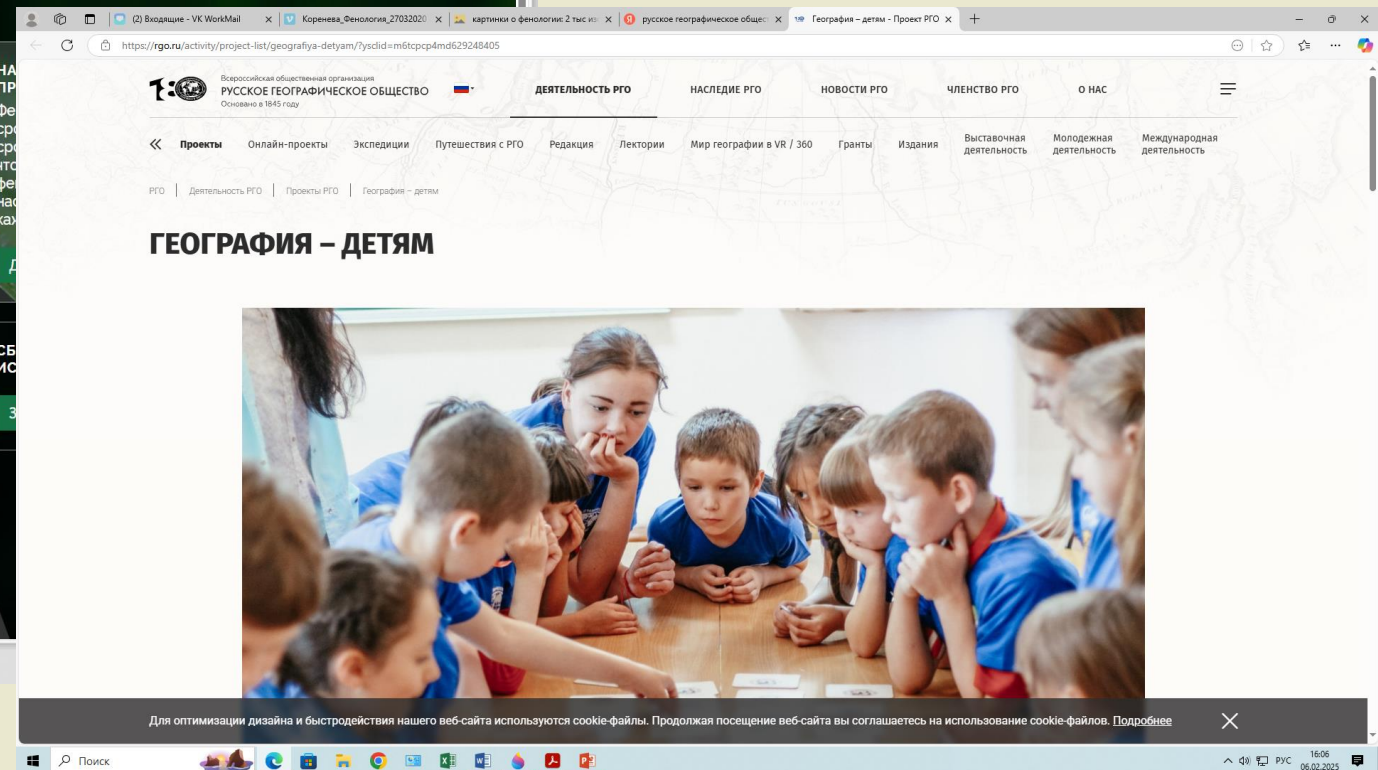 (2) Входящие - VK WorkMail
Коренева_Фенология_27032020
картинки о фенологии: 2 тыс из
русское географическое общес
География – детям - Проект РГО
https://rgo.ru/activity/project-list/geografiya-detyam/?ysclid=m6tcpcp4md629248405
Всероссийская общественная организация
РУССКОЕ ГЕОГРАФИЧЕСКОЕ ОБЩЕСТВО
Основано в 1845 году
ДЕЯТЕЛЬНОСТЬ РГО
НАСЛЕДИЕ РГО
НОВОСТИ РГО
ЧЛЕНСТВО РГО
О НАС
Проекты
Онлайн-проекты
Экспедиции
Путешествия с РГО
Редакция
Лектории
Мир географии в VR / 360
Гранты
Издания
Выставочная
деятельность
Молодежная
деятельность
Международная
деятельность
РГО | Деятельность РГО | Проекты РГО | География – детям
ГЕОГРАФИЯ – ДЕТЯМ
Для оптимизации дизайна и быстродействия нашего веб-сайта используются cookie-файлы. Продолжая посещение веб-сайта вы соглашаетесь на использование cookie-файлов. Подробнее
Поиск
РУС
16:06
06.02.2025